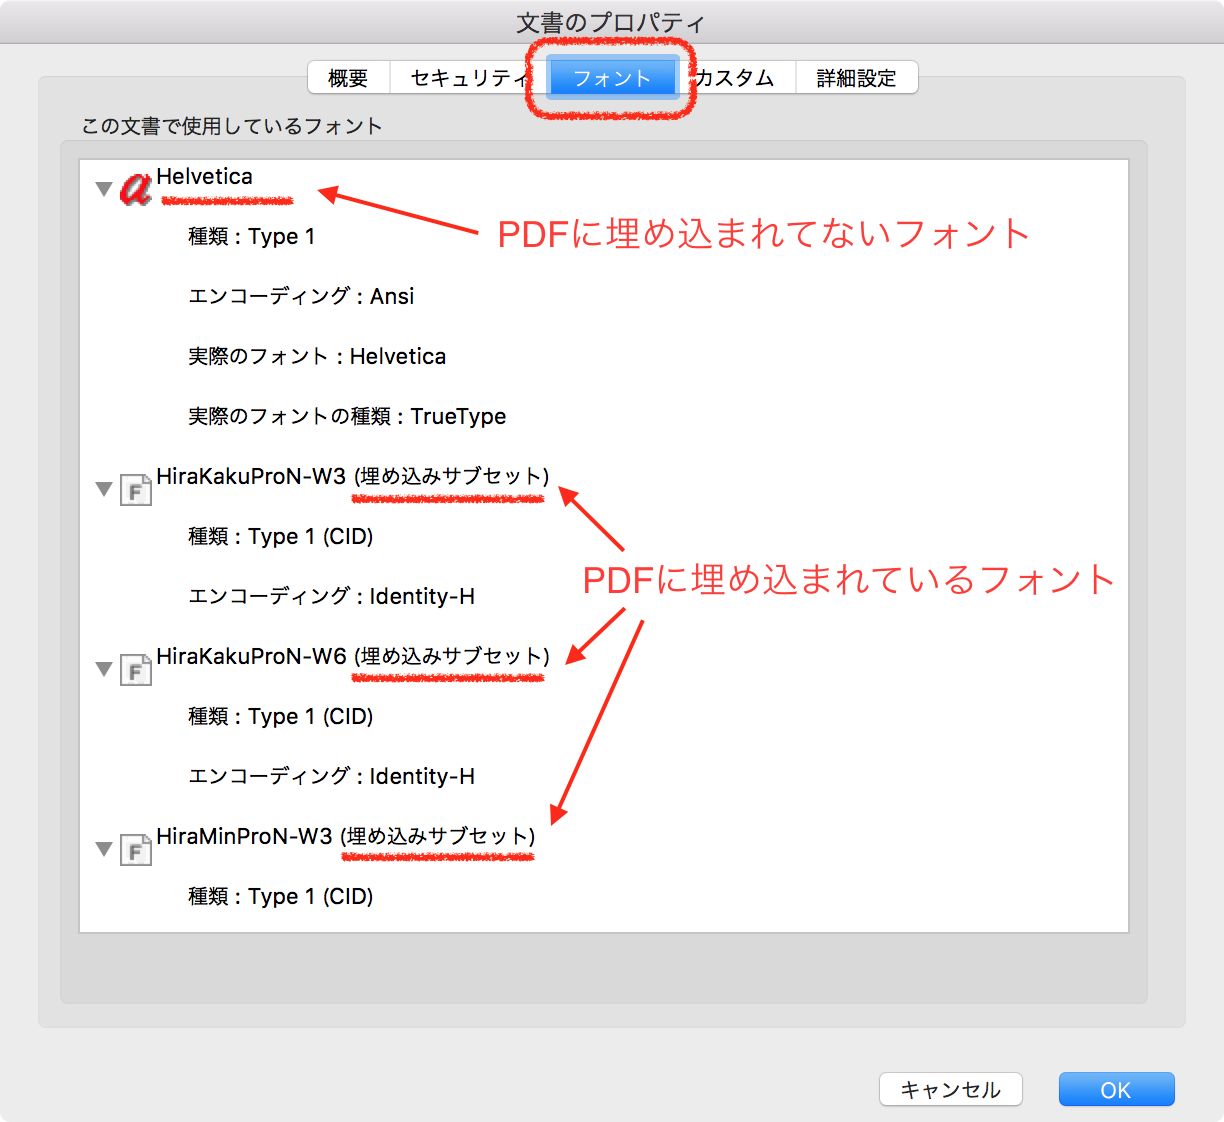 文書のプロパティ
概要 セキュリティ フォント カスタム 詳細設定
この文書で使用しているフォント
Helvetica
PDFに埋め込まれてないフォント
種類 : Type 1
エンコーディング : Ansi
実際のフォント : Helvetica
実際のフォントの種類 : TrueType
HiraKakuProN-W3 (埋め込みサブセット)
種類 : Type 1 (CID)
PDFに埋め込まれているフォント
エンコーディング : Identity-H
HiraKakuProN-W6 (埋め込みサブセット)
種類 : Type 1 (CID)
エンコーディング : Identity-H
HiraMinProN-W3 (埋め込みサブセット)
種類 : Type 1 (CID)
キャンセル OK